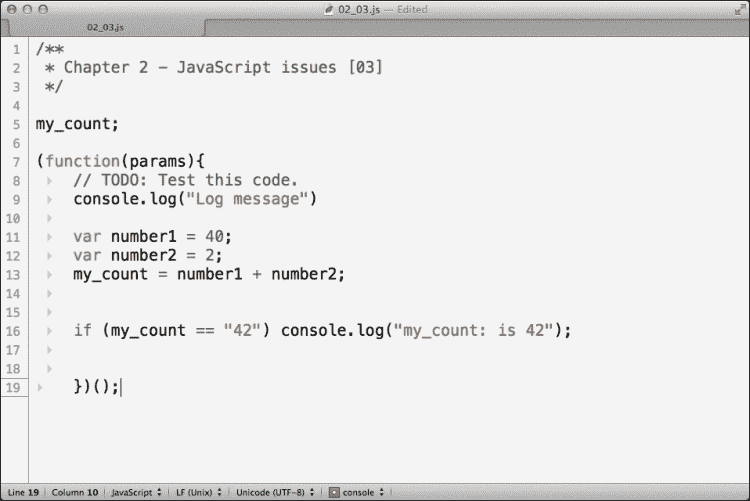 02_03.js — Edited
02_03.js
1 /**
2  * Chapter 2 – JavaScript issues [03]
3  */
4
5 my_count;
6
7 (function(params){
8     // TODO: Test this code.
9     console.log("Log message")
10
11     var number1 = 40;
12     var number2 = 2;
13     my_count = number1 + number2;
14
15
16     if (my_count == "42") console.log("my_count: is 42");
17
18
19     })();
Line 19 Column 10 JavaScript LF (Unix) Unicode (UTF-8) console